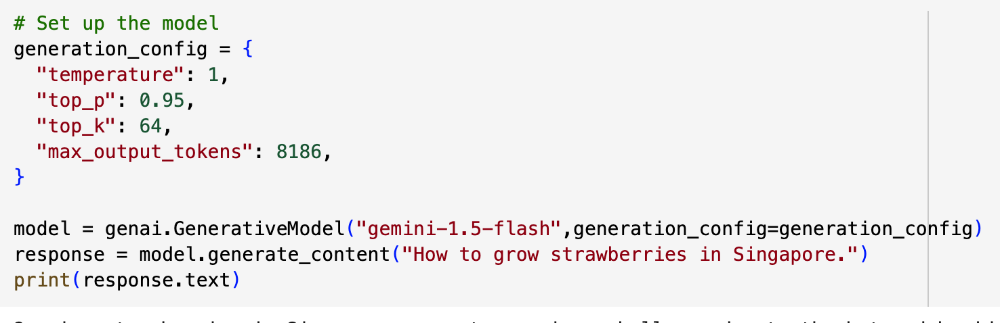 # Set up the model
generation_config = {
  "temperature": 1,
  "top_p": 0.95,
  "top_k": 64,
  "max_output_tokens": 8186,
}
model = genai.GenerativeModel("gemini-1.5-flash",generation_config=generation_config)
response = model.generate_content("How to grow strawberries in Singapore.")
print(response.text)